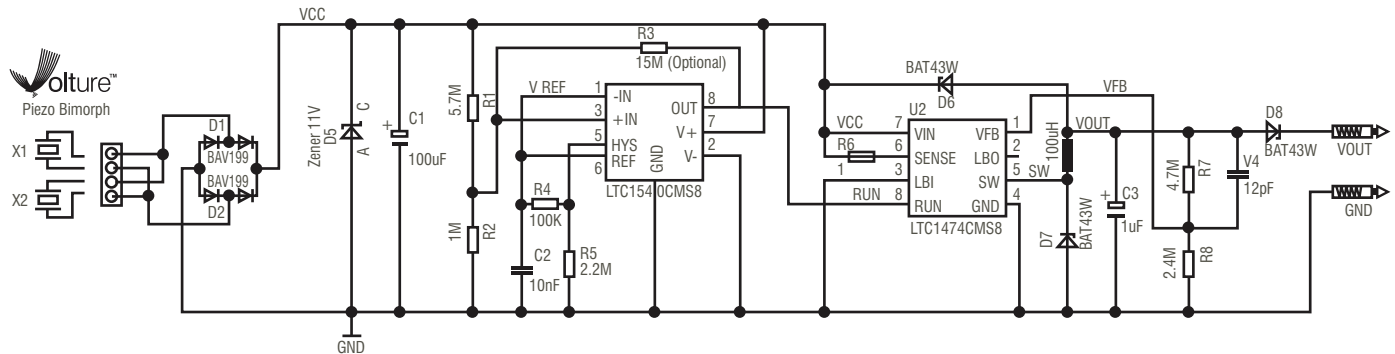 VCC
olture™
Piezo Bimorph
X1
X2
D1
BAV199
BAV199
D2
Zener 11V
D5
C
A
GND
C1
+
100uF
5.7M
R1
1M
R2
R3
15M (Optional)
V REF
1
-IN
3
+IN
5
HYS
REF
6
OUT
8
7
V+
2
V-
GND
LTC1540CMS8
R4
100K
C2
10nF
R5
2.2M
BAT43W
D6
U2
VCC
7
VIN
R6
6
SENSE
1
3
LBI
RUN
8
RUN
VFB
1
LBO
2
SW
5
GND
4
LTC1474CMS8
VFB
VOUT
100uH
SW
D7
BAT43W
+
C3
1uF
4.7M
R7
V4
12pF
2.4M
R8
D8
BAT43W
VOUT
GND